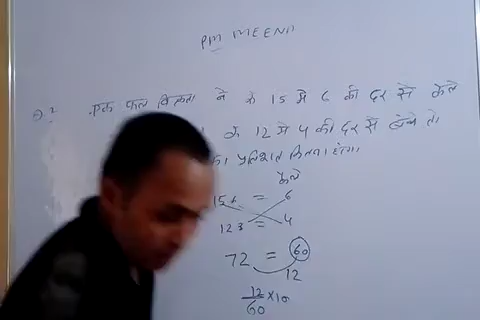 PM MEENA
एक फल विक्रेता ने रु 15 मे 6 की दर से केले
रु 12 मे 4 की दर से बेचे तो
का प्रतिशत कितना होगा।
केले
15 = 6
12 = 4
72 = 60
12
12/60 × 10